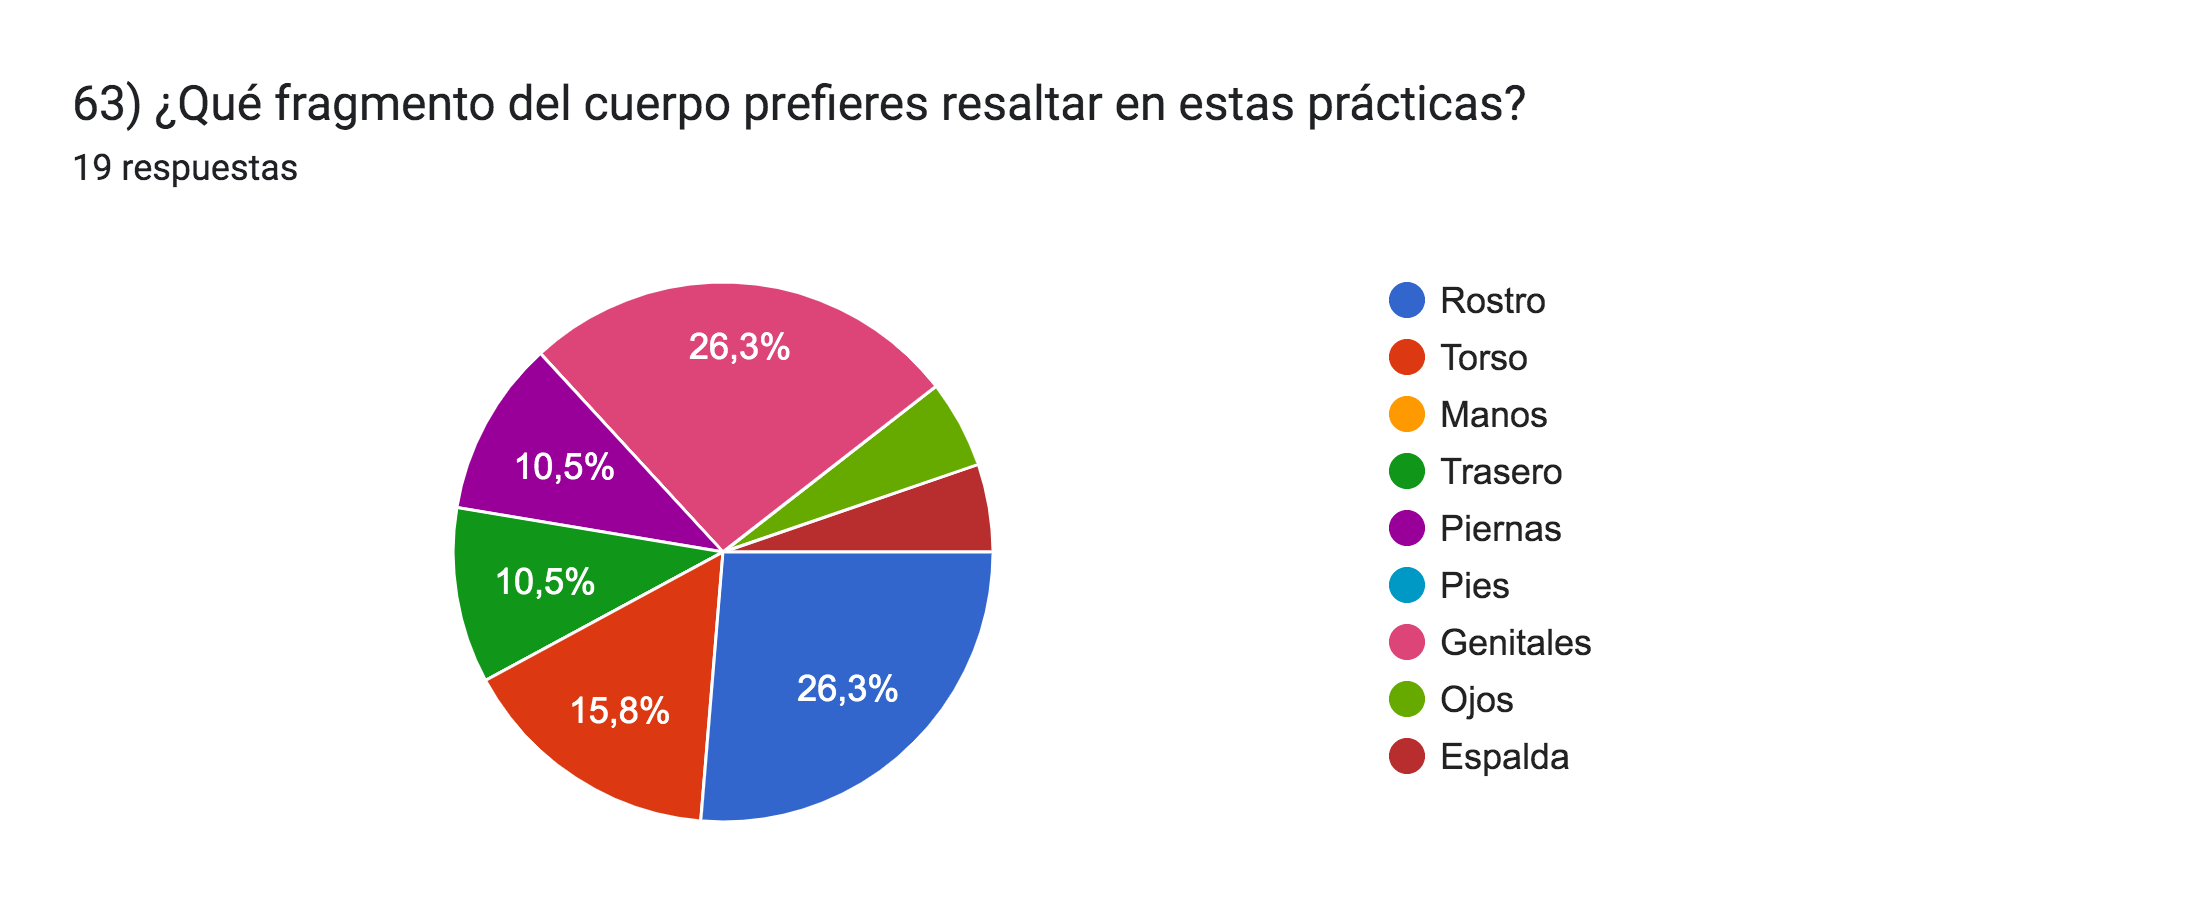 63) ¿Qué fragmento del cuerpo prefieres resaltar en estas prácticas?
19 respuestas
26,3%
10,5%
10,5%
15,8%
26,3%
Rostro
Torso
Manos
Trasero
Piernas
Pies
Genitales
Ojos
Espalda